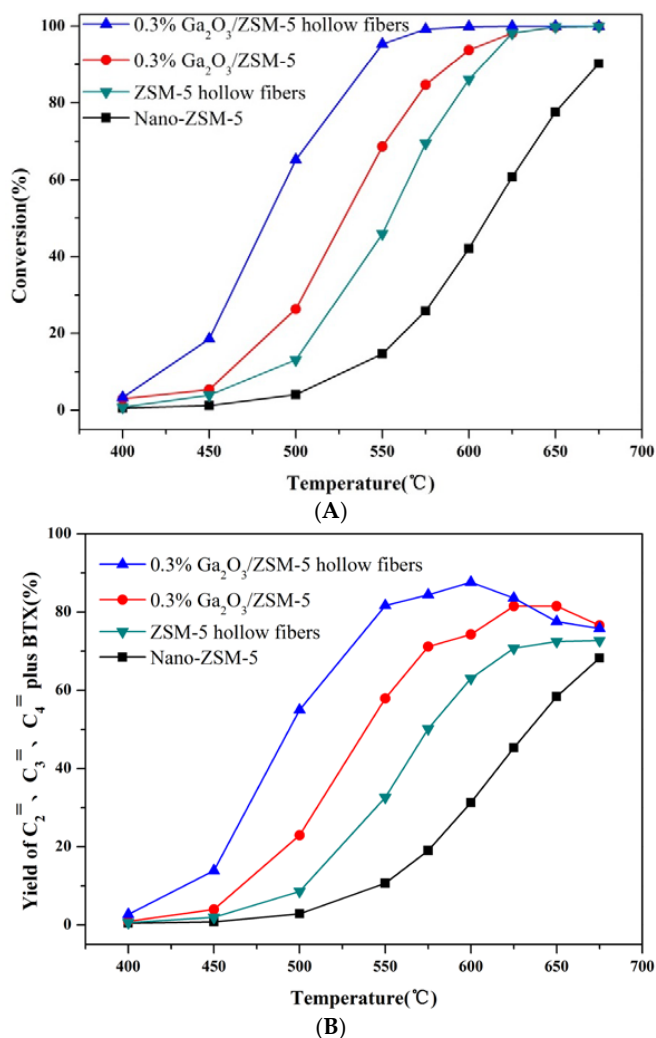 100
80
60
40
20
0
Conversion(%)
0.3% Ga₂O₃/ZSM-5 hollow fibers
0.3% Ga₂O₃/ZSM-5
ZSM-5 hollow fibers
Nano-ZSM-5
400 450 500 550 600 650 700
Temperature(℃)
(A)
100
80
60
40
20
0
Yield of C₂⁼、C₃⁼、C₄⁼ plus BTX(%)
0.3% Ga₂O₃/ZSM-5 hollow fibers
0.3% Ga₂O₃/ZSM-5
ZSM-5 hollow fibers
Nano-ZSM-5
400 450 500 550 600 650 700
Temperature(℃)
(B)